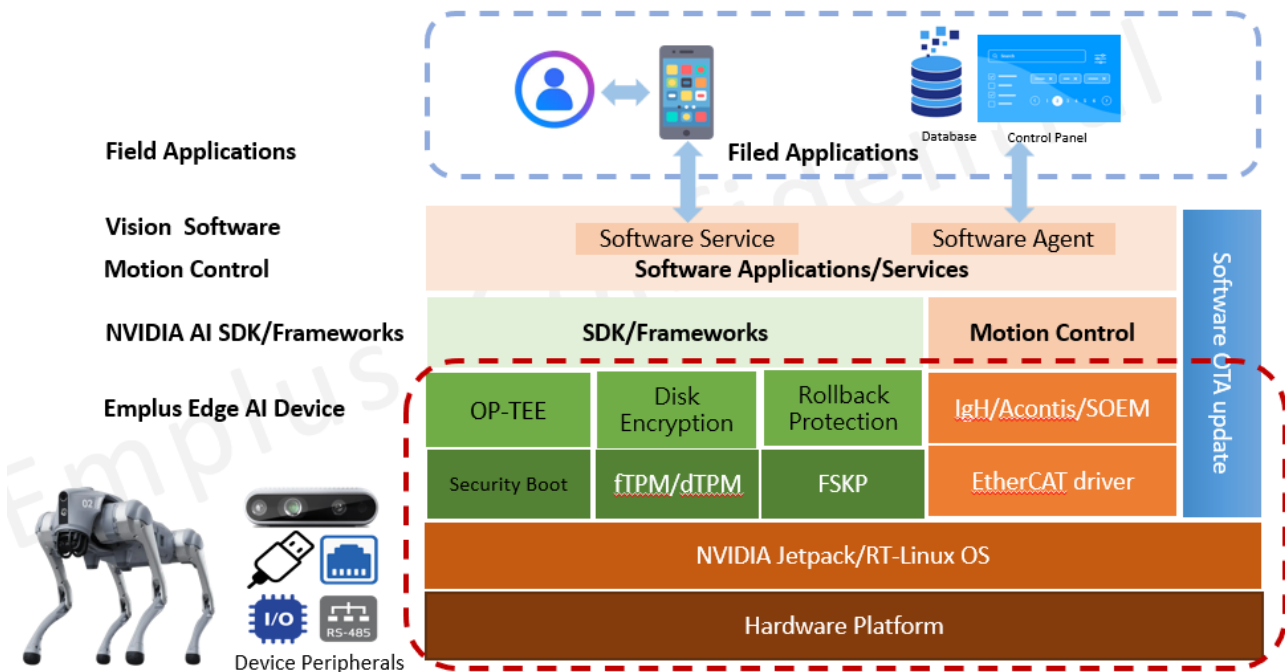 Database
Control Panel
Field Applications
Filed Applications
Vision  Software
Software Service
Software Agent
Motion Control
Software Applications/Services
NVIDIA AI SDK/Frameworks
SDK/Frameworks
Motion Control
Software OTA update
Emplus Edge AI Device
OP-TEE
Disk
Encryption
Rollback
Protection
IgH/Acontis/SOEM
Security Boot
fTPM/dTPM
FSKP
EtherCAT driver
02
NVIDIA Jetpack/RT-Linux OS
I/O
RS-485
Hardware Platform
Device Peripherals
Emplus Confidential